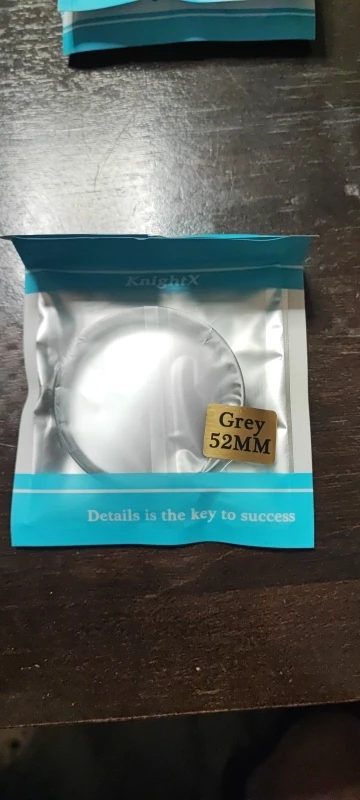 KnightX
Grey
52MM
Details is the key to success